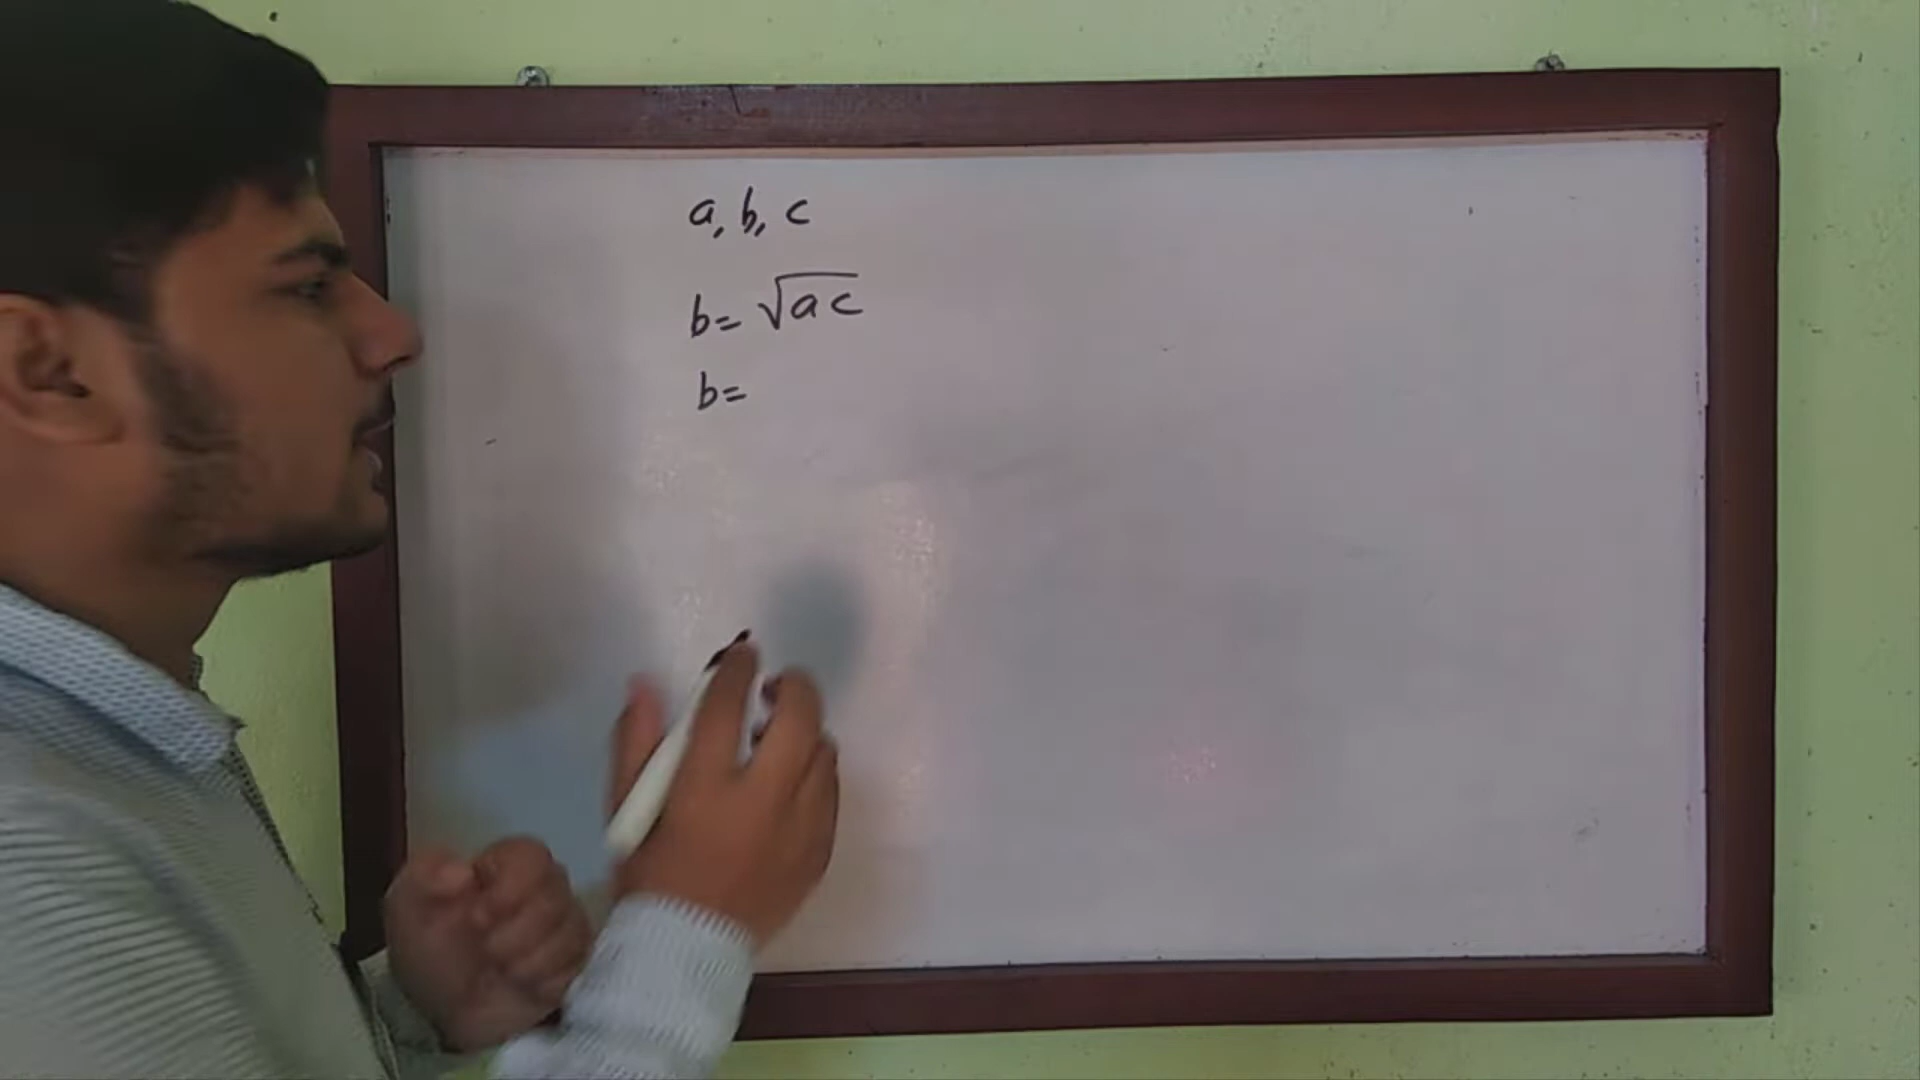 a, b, c
b= √ac
b=